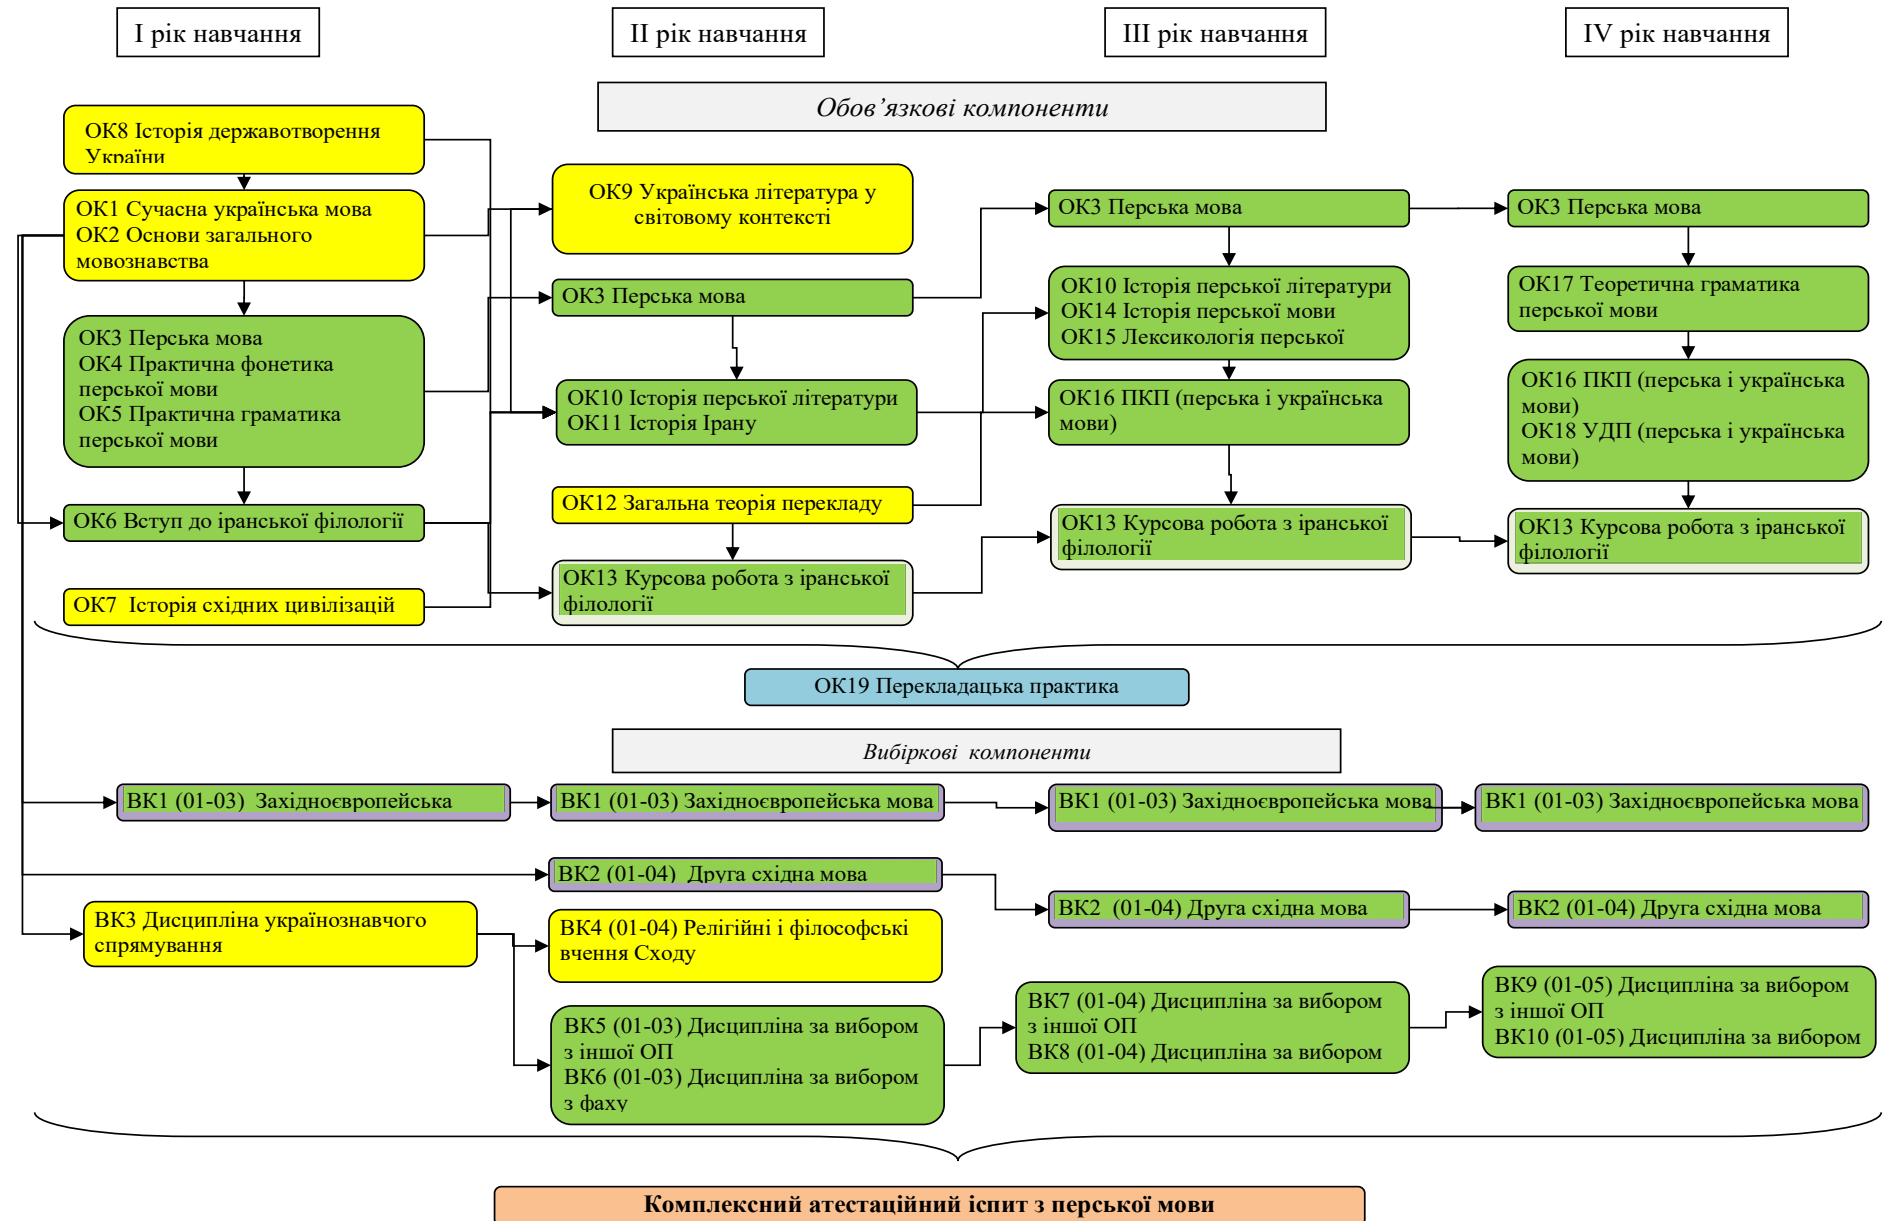 І рік навчання
ІІ рік навчання
ІІІ рік навчання
IV рік навчання
Обов’язкові компоненти
ОК8 Історія державотворення
України
ОК1 Сучасна українська мова
ОК2 Основи загального
мовознавства
ОК3 Перська мова
ОК4 Практична фонетика
перської мови
ОК5 Практична граматика
перської мови
ОК6 Вступ до іранської філології
ОК7 Історія східних цивілізацій
ОК9 Українська література у
світовому контексті
ОК3 Перська мова
ОК10 Історія перської літератури
ОК11 Історія Ірану
ОК12 Загальна теорія перекладу
ОК13 Курсова робота з іранської
філології
ОК3 Перська мова
ОК10 Історія перської літератури
ОК14 Історія перської мови
ОК15 Лексикологія перської
ОК16 ПКП (перська і українська
мови)
ОК13 Курсова робота з іранської
філології
ОК3 Перська мова
ОК17 Теоретична граматика
перської мови
ОК16 ПКП (перська і українська
мови)
ОК18 УДП (перська і українська
мови)
ОК13 Курсова робота з іранської
філології
ОК19 Перекладацька практика
Вибіркові компоненти
ВК1 (01-03) Західноєвропейська
ВК1 (01-03) Західноєвропейська мова
ВК1 (01-03) Західноєвропейська мова
ВК1 (01-03) Західноєвропейська мова
ВК2 (01-04) Друга східна мова
ВК2 (01-04) Друга східна мова
ВК2 (01-04) Друга східна мова
ВК3 Дисципліна українознавчого
спрямування
ВК4 (01-04) Релігійні і філософські
вчення Сходу
ВК5 (01-03) Дисципліна за вибором
з іншої ОП
ВК6 (01-03) Дисципліна за вибором
з фаху
ВК7 (01-04) Дисципліна за вибором
з іншої ОП
ВК8 (01-04) Дисципліна за вибором
ВК9 (01-05) Дисципліна за вибором
з іншої ОП
ВК10 (01-05) Дисципліна за вибором
Комплексний атестаційний іспит з перської мови